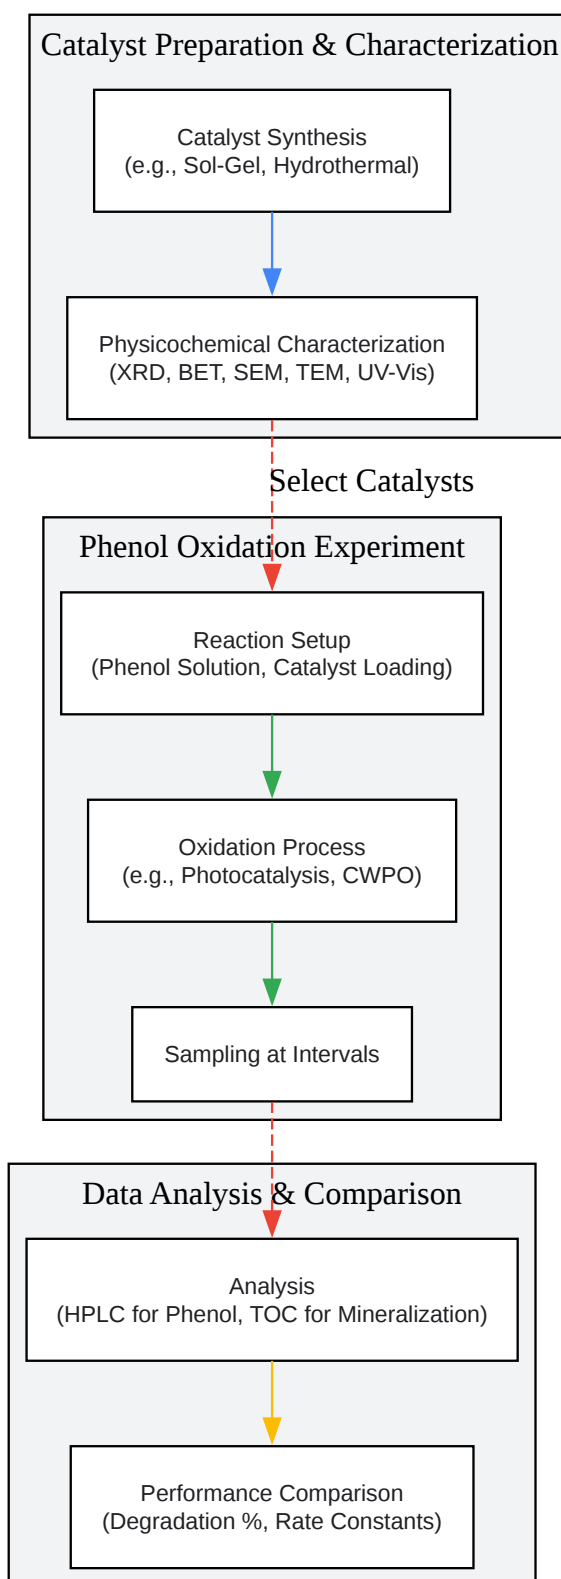 Catalyst Preparation & Characterization
Catalyst Synthesis
(e.g., Sol-Gel, Hydrothermal)
Physicochemical Characterization
(XRD, BET, SEM, TEM, UV-Vis)
Select Catalysts
Phenol Oxidation Experiment
Reaction Setup
(Phenol Solution, Catalyst Loading)
Oxidation Process
(e.g., Photocatalysis, CWPO)
Sampling at Intervals
Data Analysis & Comparison
Analysis
(HPLC for Phenol, TOC for Mineralization)
Performance Comparison
(Degradation %, Rate Constants)